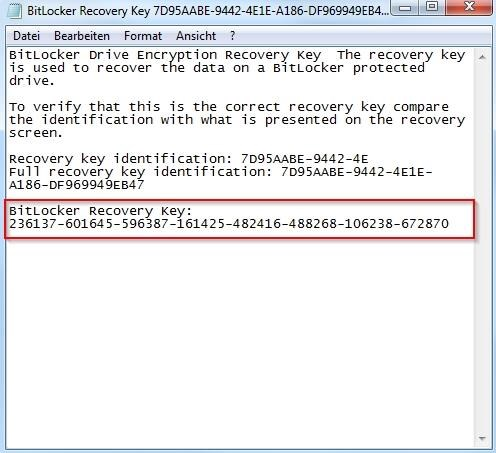 BitLocker Recovery Key 7D95AABE-9442-4E1E-A186-DF969949EB4...
Datei Bearbeiten Format Ansicht ?
BitLocker Drive Encryption Recovery Key The recovery key
is used to recover the data on a BitLocker protected
drive.
To verify that this is the correct recovery key compare
the identification with what is presented on the recovery
screen.
Recovery key identification: 7D95AABE-9442-4E
Full recovery key identification: 7D95AABE-9442-4E1E-
A186-DF969949EB47
BitLocker Recovery Key:
236137-601645-596387-161425-482416-488268-106238-672870